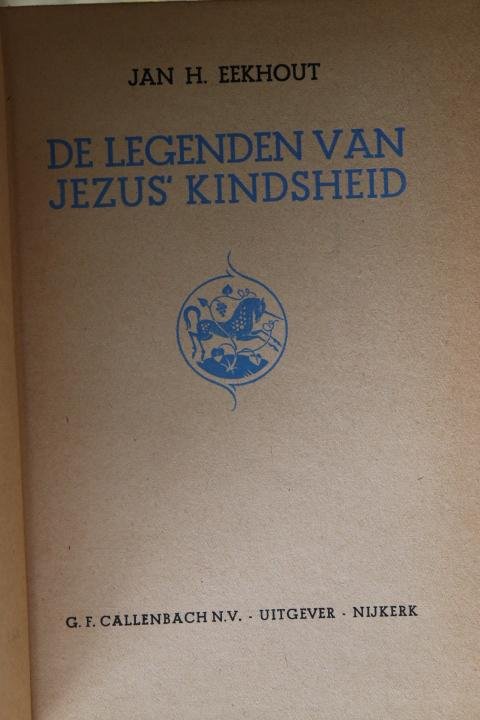 JAN H. EEKHOUT
DE LEGENDEN VAN
JEZUS' KINDSHEID
G. F. CALLENBACH N.V. - UITGEVER - NIJKERK